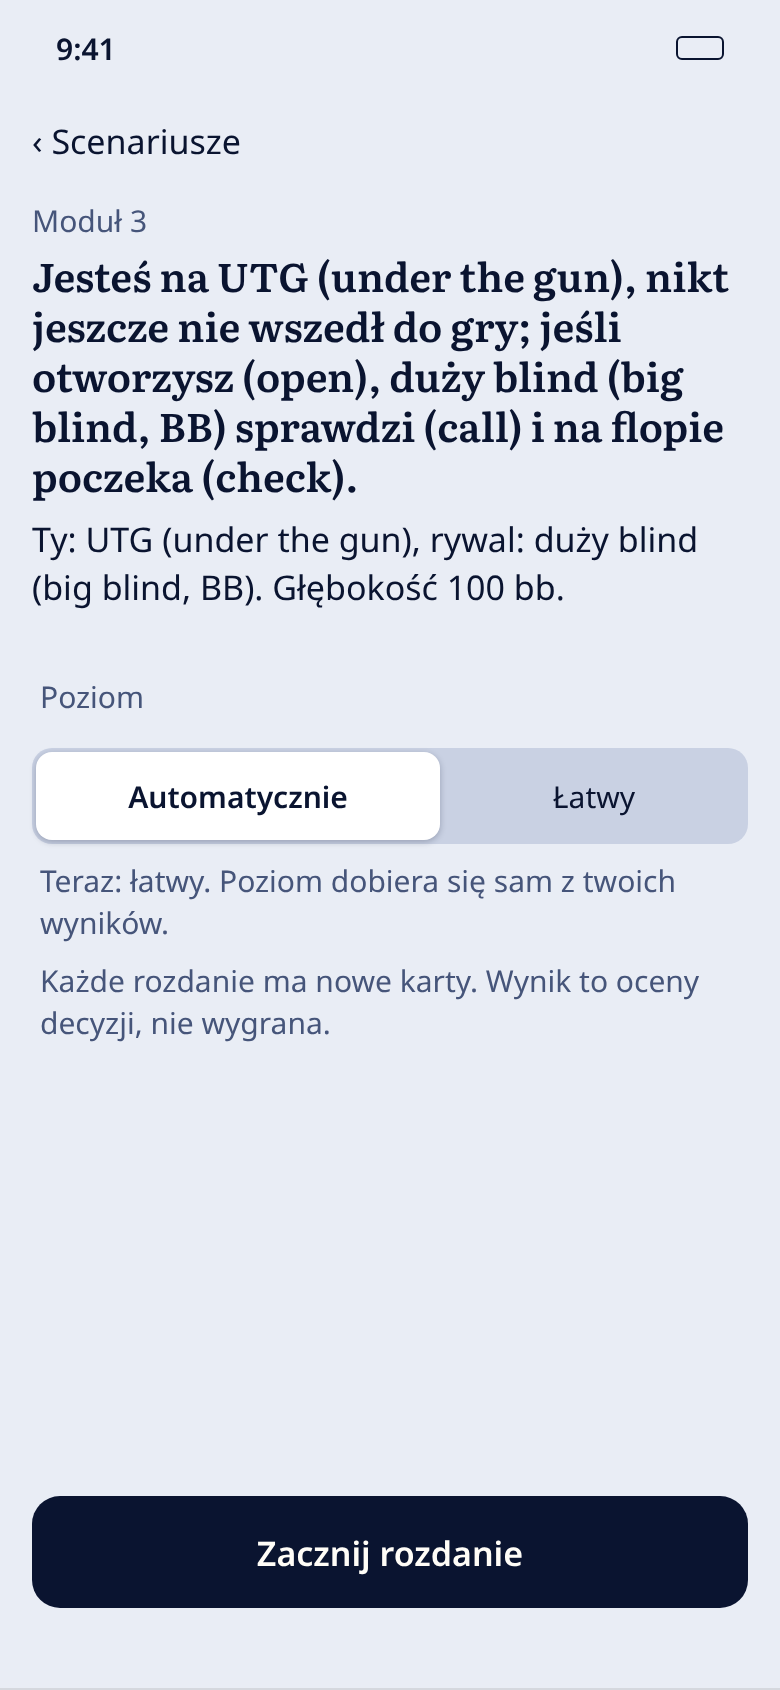 9:41
‹ Scenariusze
Moduł 3
Jesteś na UTG (under the gun), nikt
jeszcze nie wszedł do gry; jeśli
otworzysz (open), duży blind (big
blind, BB) sprawdzi (call) i na flopie
poczeka (check).
Ty: UTG (under the gun), rywal: duży blind
(big blind, BB). Głębokość 100 bb.
Poziom
Automatycznie
Łatwy
Teraz: łatwy. Poziom dobiera się sam z twoich
wyników.
Każde rozdanie ma nowe karty. Wynik to oceny
decyzji, nie wygrana.
Zacznij rozdanie